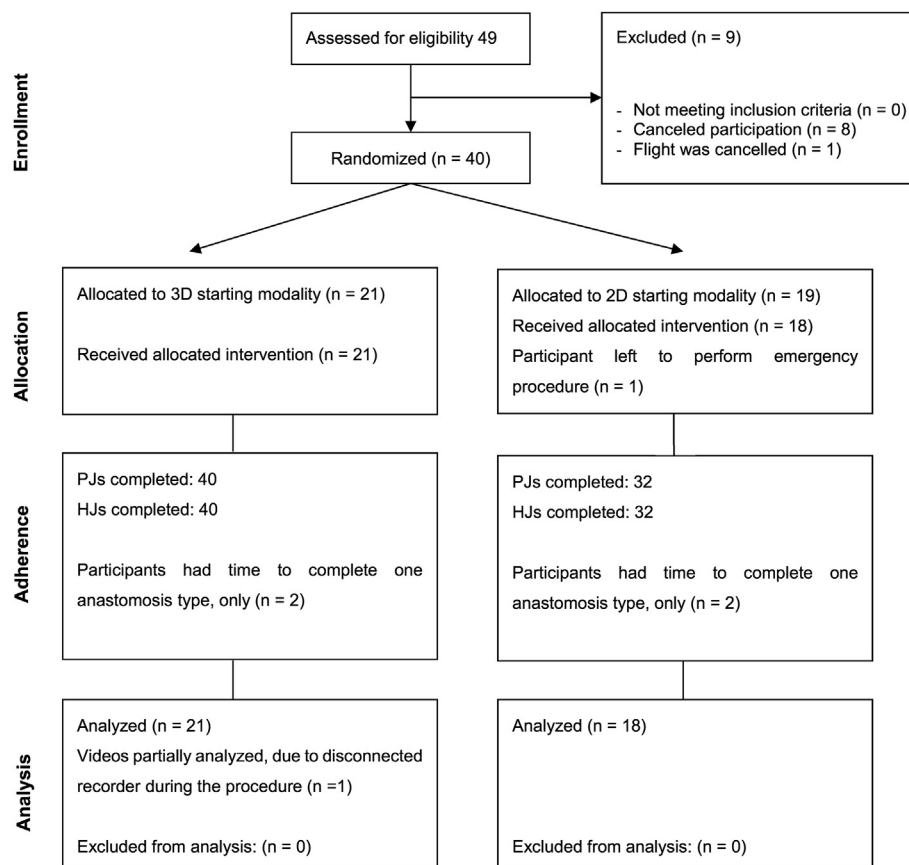 Assessed for eligibility 49
Excluded (n = 9)
- Not meeting inclusion criteria (n = 0)
- Canceled participation (n = 8)
- Flight was cancelled (n = 1)
Enrollment
Randomized (n = 40)
Allocation
Allocated to 3D starting modality (n = 21)
Received allocated intervention (n = 21)
Allocated to 2D starting modality (n = 19)
Received allocated intervention (n = 18)
Participant left to perform emergency
procedure (n = 1)
Adherence
PJs completed: 40
HJs completed: 40
Participants had time to complete one
anastomosis type, only (n = 2)
PJs completed: 32
HJs completed: 32
Participants had time to complete one
anastomosis type, only (n = 2)
Analysis
Analyzed (n = 21)
Videos partially analyzed, due to disconnected
recorder during the procedure (n =1)
Excluded from analysis: (n = 0)
Analyzed (n = 18)
Excluded from analysis: (n = 0)